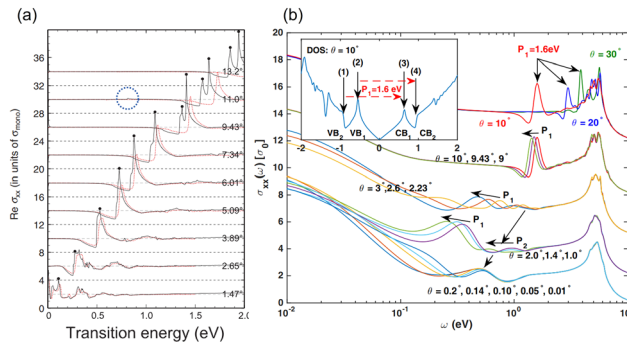 (a)
Re σxx (in units of σmono)
36
32
28
24
20
16
12
8
4
0
13.2°
11.0°
9.43°
7.34°
6.01°
5.09°
3.89°
2.65°
1.47°
0.0 0.5 1.0 1.5 2.0
Transition energy (eV)
(b)
σxx(ω) [σ0]
20
18
16
14
12
10
8
6
4
2
0
DOS: θ = 10°
(1) (2) (3) (4)
P1=1.6 eV
VB2 VB1 CB1 CB2
-2 -1 0 1 2
P1=1.6eV
θ = 30°
θ = 10° θ = 20°
P1
θ = 10°, 9.43°, 9°
θ = 3°,2.6°, 2.23°
P1
P1
P2
θ = 2.0°,1.4°,1.0°
θ = 0.2°, 0.14°, 0.10°, 0.05°, 0.01°
10-2 10-1 100 10
ω (eV)